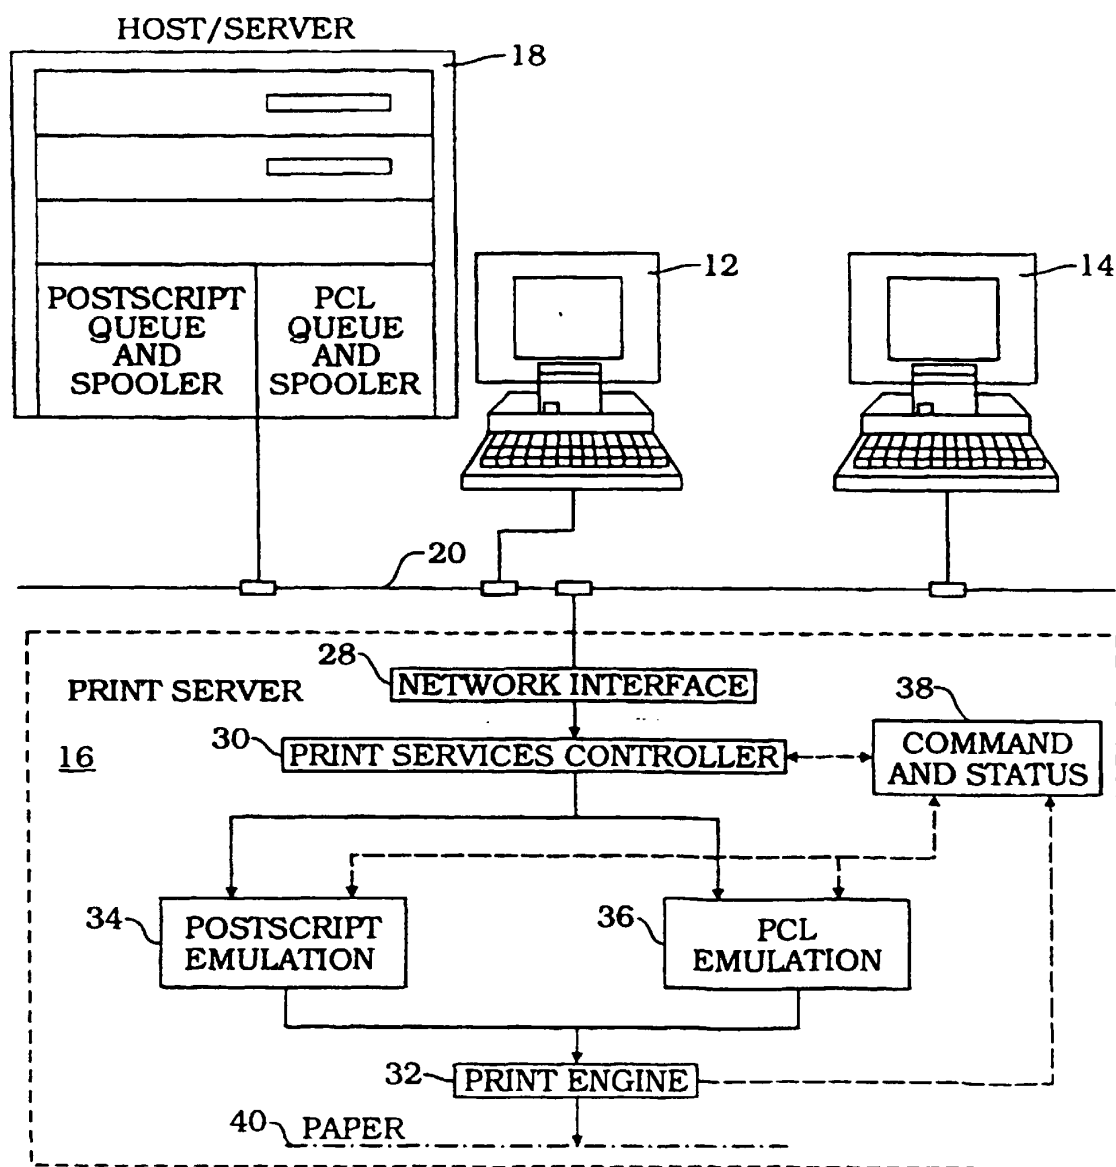 HOST/SERVER
18
POSTSCRIPT
QUEUE
AND
SPOOLER
PCL
QUEUE
AND
SPOOLER
12
14
20
PRINT SERVER
16
28
NETWORK INTERFACE
30
PRINT SERVICES CONTROLLER
38
COMMAND
AND STATUS
34
POSTSCRIPT
EMULATION
36
PCL
EMULATION
32
PRINT ENGINE
40
PAPER